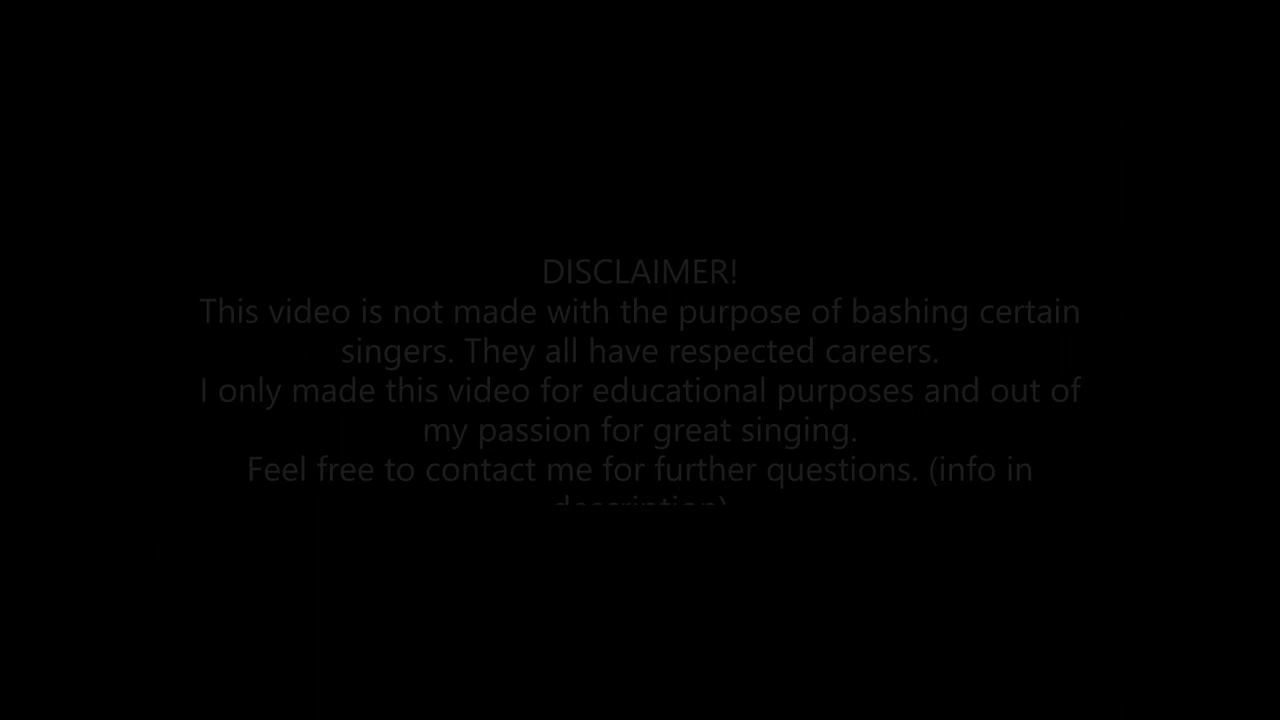 DISCLAIMER!
This video is not made with the purpose of bashing certain
singers. They all have respected careers.
I only made this video for educational purposes and out of
my passion for great singing.
Feel free to contact me for further questions. (info in
description)